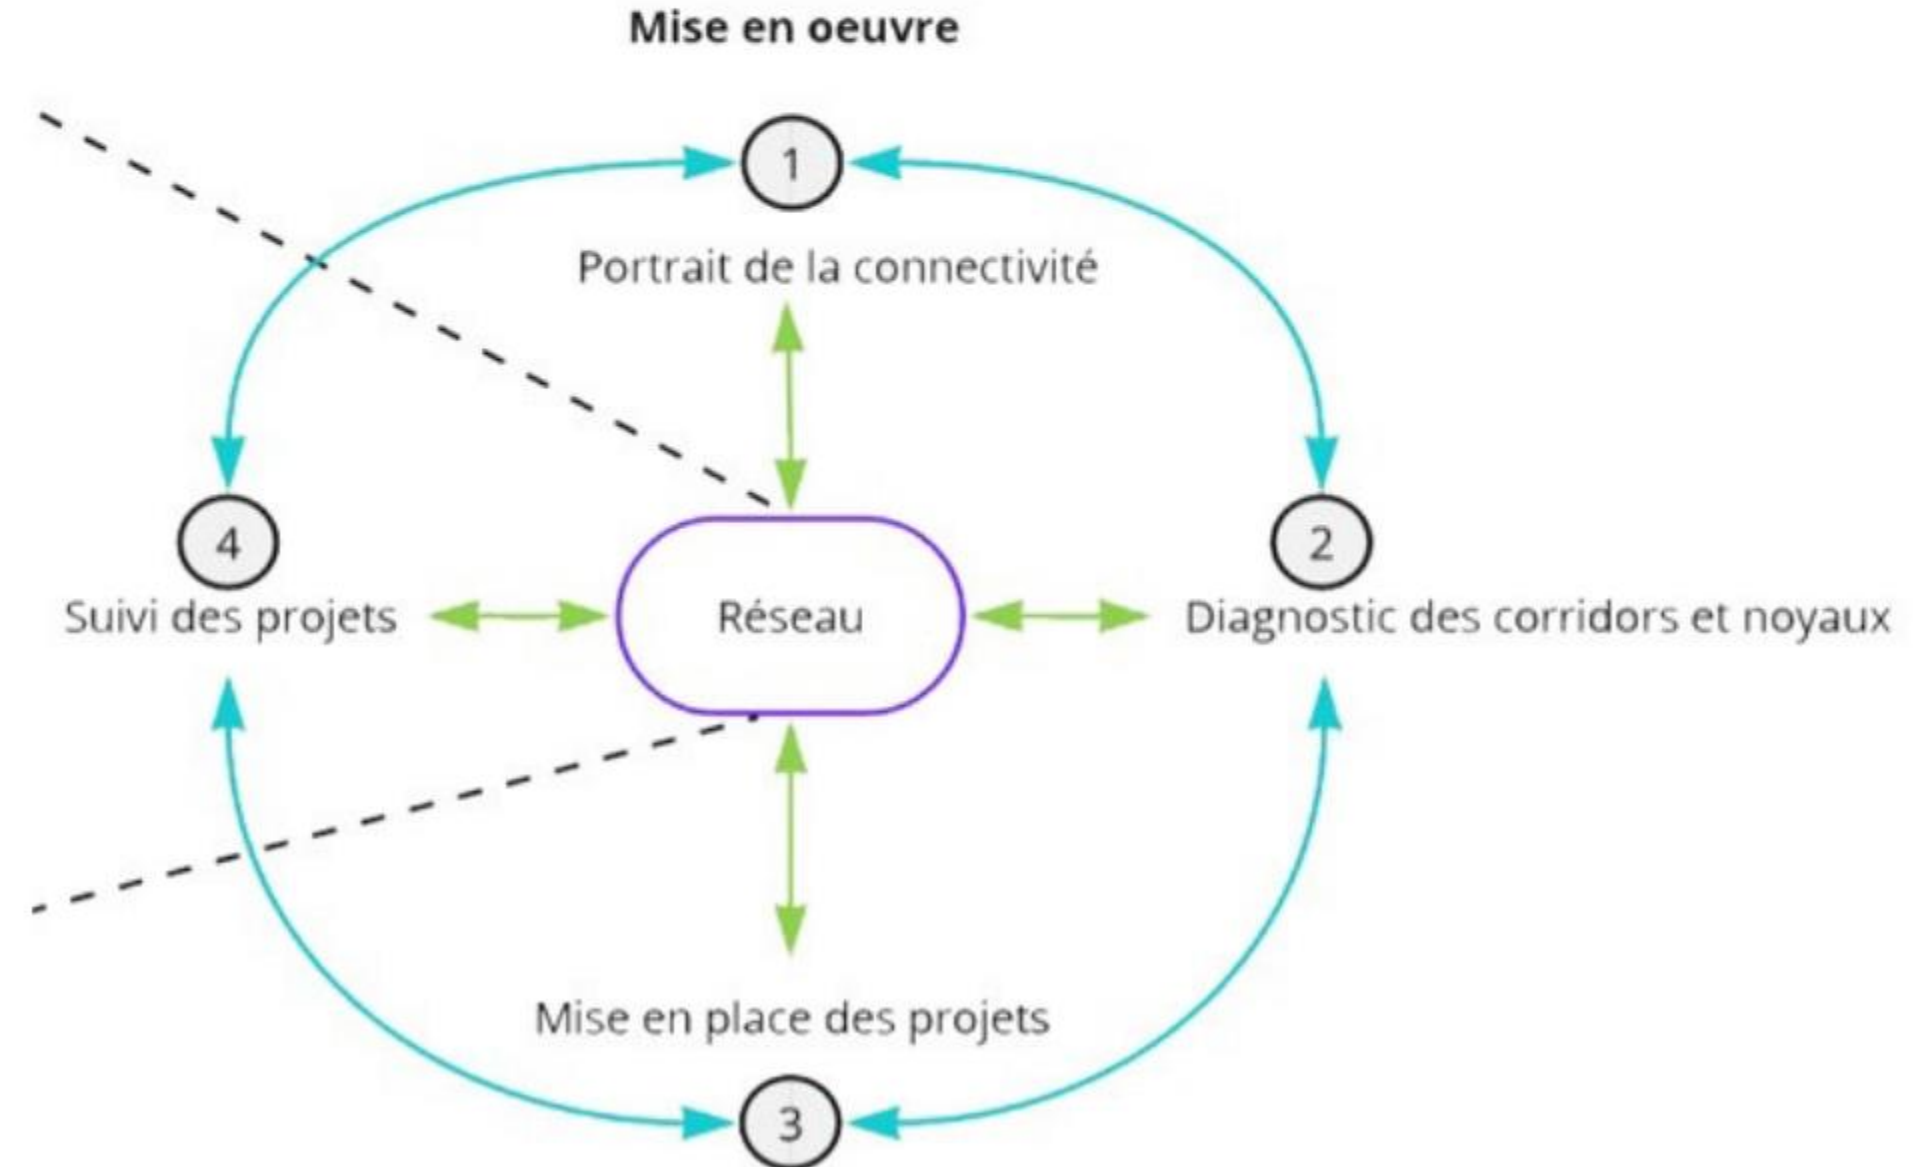 Mise en oeuvre
1
Portrait de la connectivité
4
2
Suivi des projets
Réseau
Diagnostic des corridors et noyaux
Mise en place des projets
3